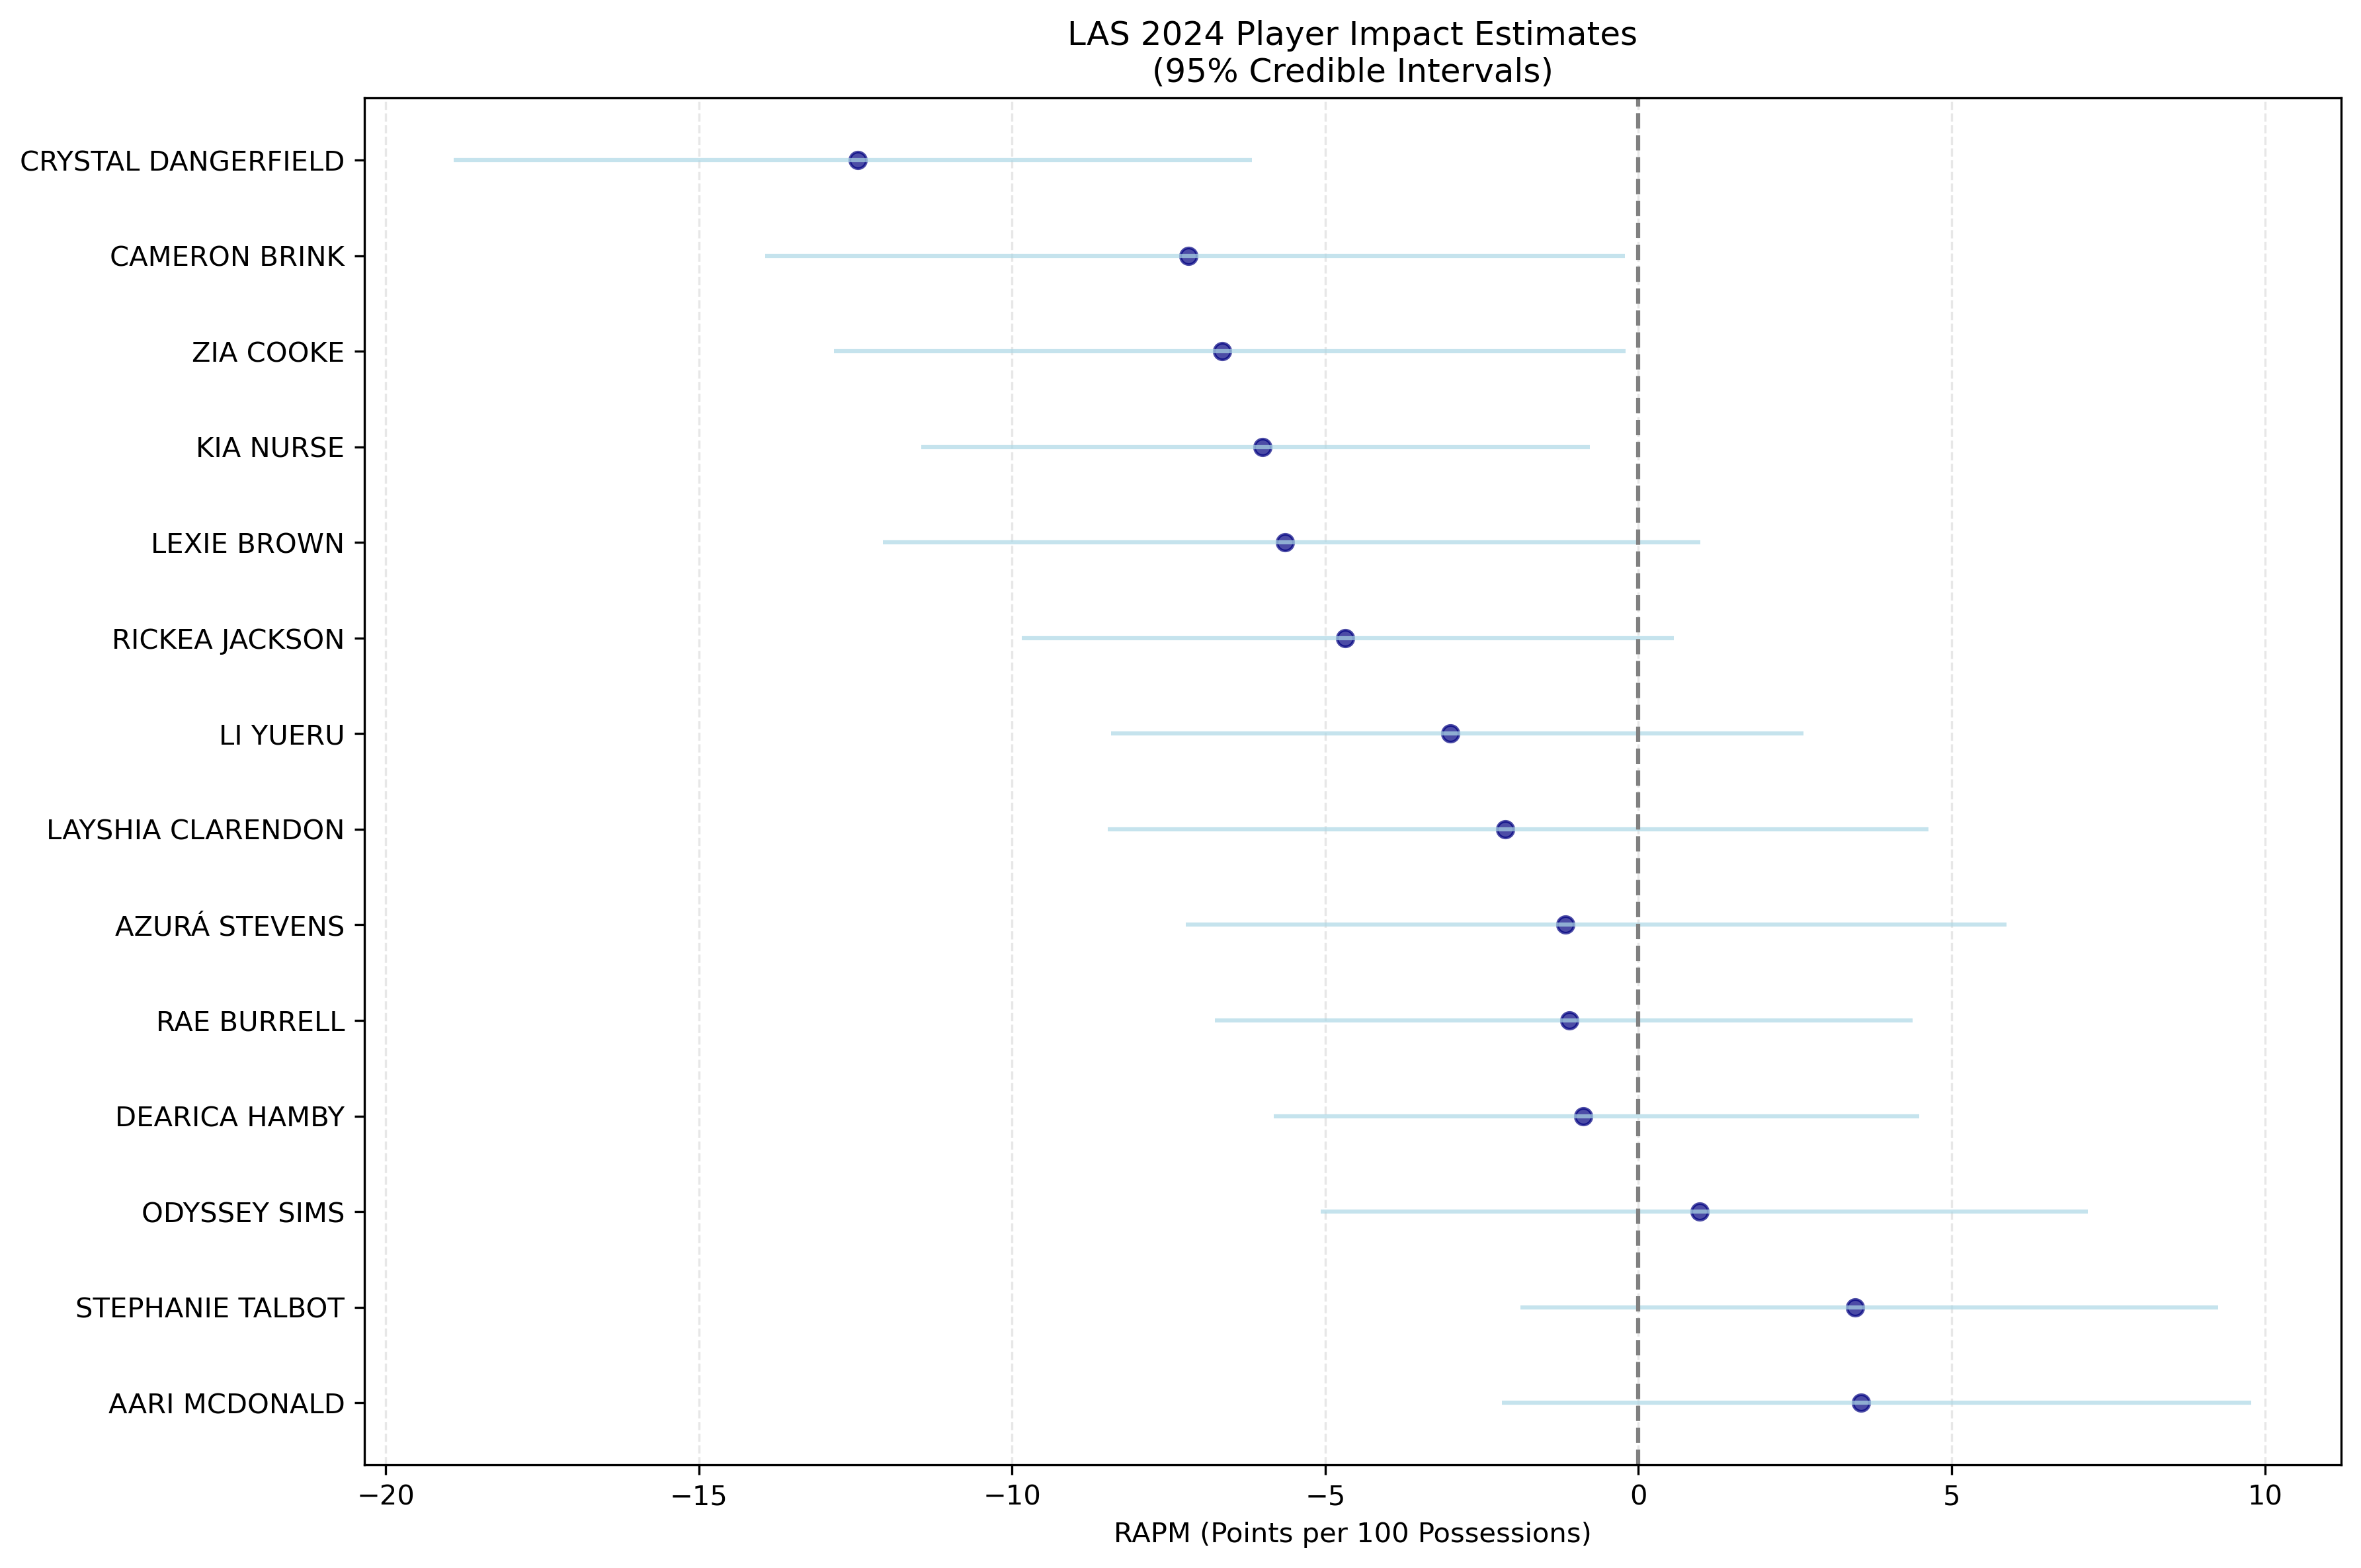 LAS 2024 Player Impact Estimates
(95% Credible Intervals)
CRYSTAL DANGERFIELD
CAMERON BRINK
ZIA COOKE
KIA NURSE
LEXIE BROWN
RICKEA JACKSON
LI YUERU
LAYSHIA CLARENDON
AZURÁ STEVENS
RAE BURRELL
DEARICA HAMBY
ODYSSEY SIMS
STEPHANIE TALBOT
AARI MCDONALD
−20 −15 −10 −5 0 5 10
RAPM (Points per 100 Possessions)